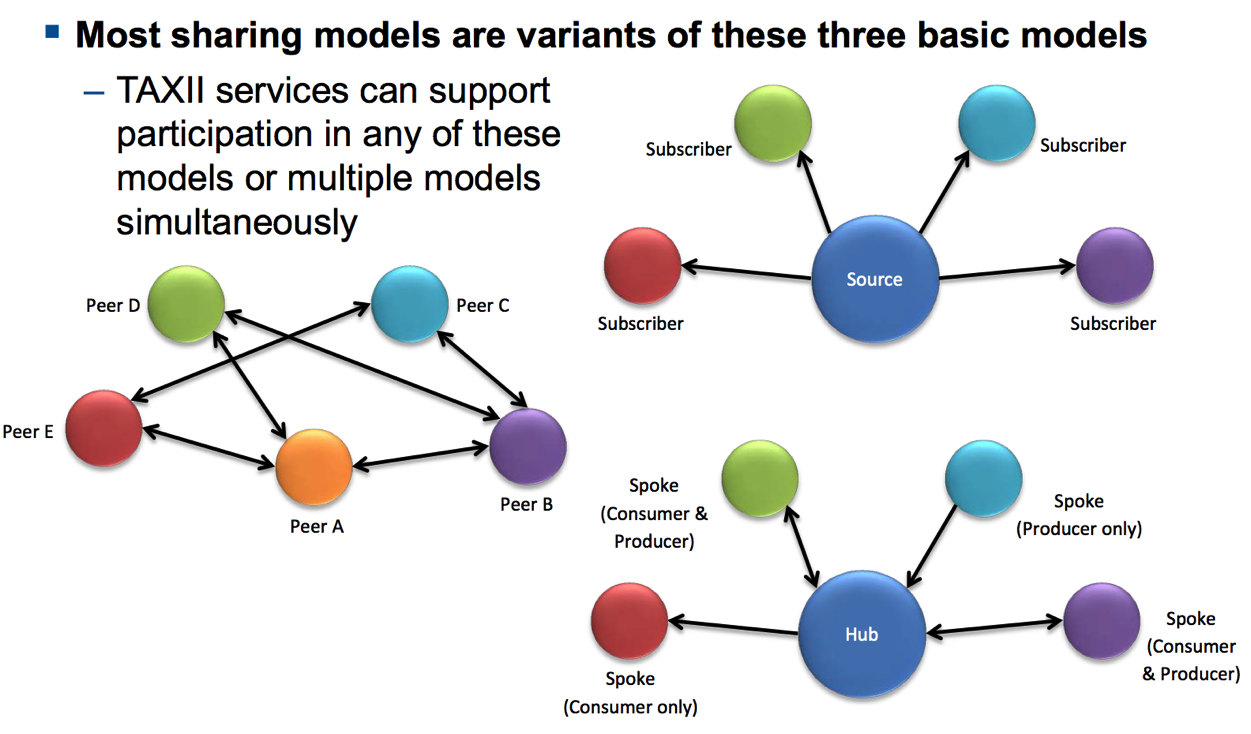 Most sharing models are variants of these three basic models
– TAXII services can support
participation in any of these
models or multiple models
simultaneously
Peer D
Peer C
Peer E
Peer A
Peer B
Subscriber
Subscriber
Subscriber
Source
Subscriber
Spoke
(Consumer &
Producer)
Spoke
(Producer only)
Hub
Spoke
(Consumer only)
Spoke
(Consumer
& Producer)